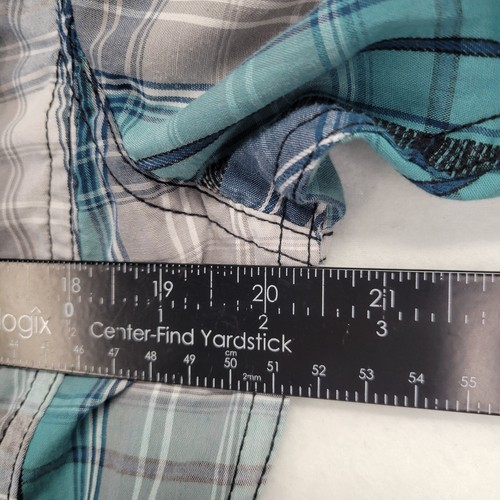 18 19 20 21
0 1 2 3
ogix Center-Find Yardstick
cm
46 47 48 49 50 51 52 53 54 55
2mm